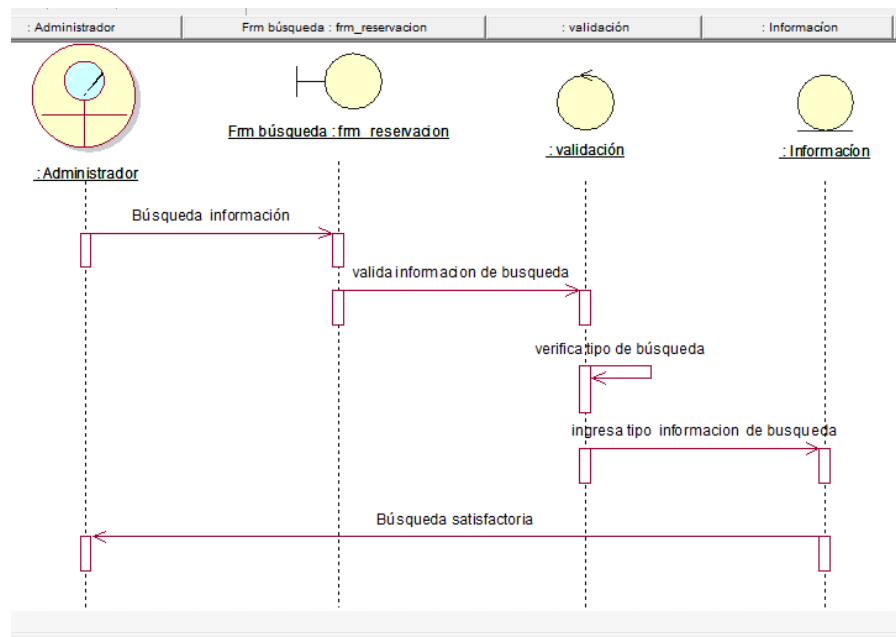 : Administrador
Frm búsqueda : frm_reservacion
: validación
: Informacíon
Frm búsqueda : frm_reservacion
: validación
: Informacíon
: Administrador
Búsqueda información
valida informacion de busqueda
verifica tipo de búsqueda
ingresa tipo informacion de busqueda
Búsqueda satisfactoria